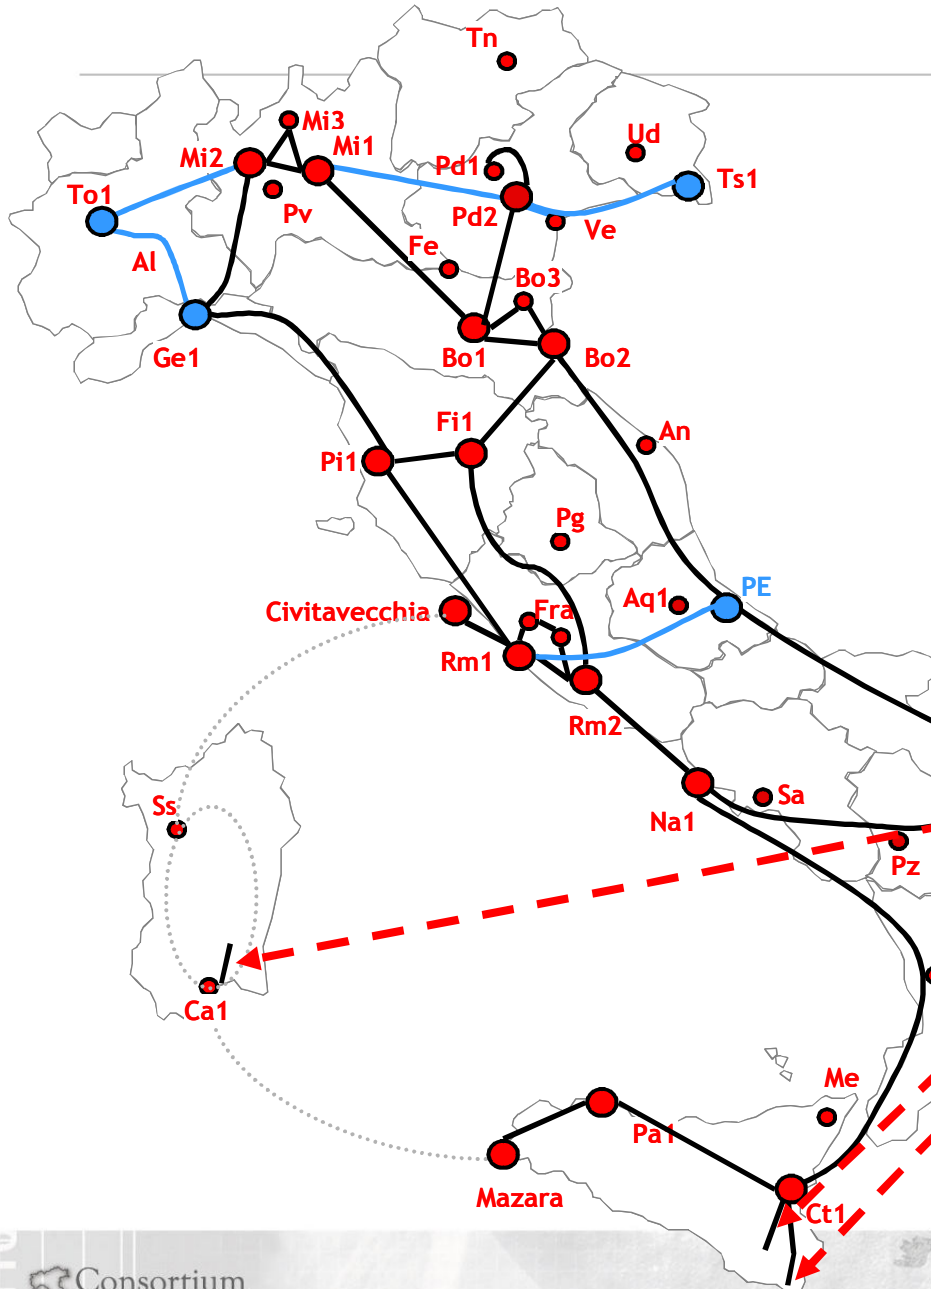 Tn
Mi3
Ud
Mi1
Mi2
Pd1
Ts1
To1
Pv
Pd2
Ve
Fe
Al
Bo3
Ge1
Bo1
Bo2
Fi1
An
Pi1
Pg
PE
Aq1
Civitavecchia
Fra
Rm1
Rm2
Sa
Ss
Na1
Pz
Ca1
Me
Pa1
Mazara
Ct1
Consortium